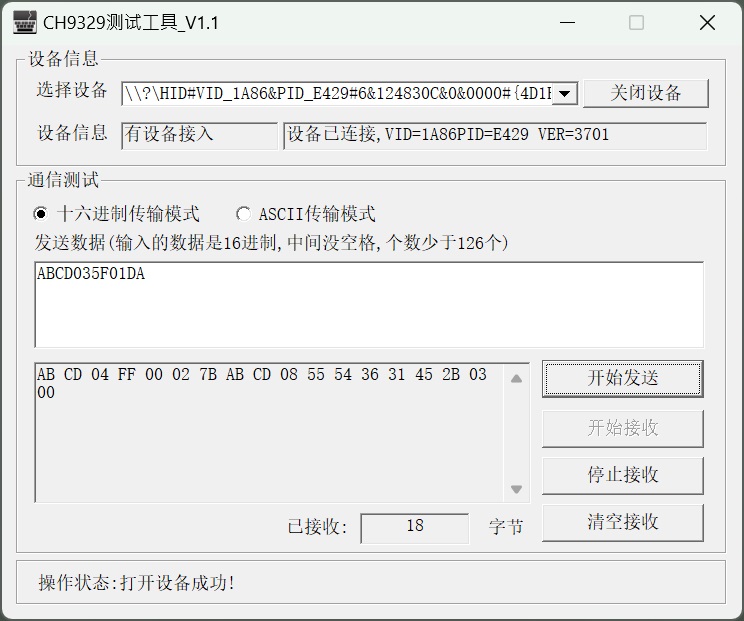 CH9329测试工具_V1.1
设备信息
选择设备 \\?\HID#VID_1A86&PID_E429#6&124830C&0&0000#{4D1E 关闭设备
设备信息 有设备接入 设备已连接,VID=1A86PID=E429 VER=3701
通信测试
十六进制传输模式 ASCII传输模式
发送数据(输入的数据是16进制,中间没空格,个数少于126个)
ABCD035F01DA
AB CD 04 FF 00 02 7B AB CD 08 55 54 36 31 45 2B 03
00
开始发送
开始接收
停止接收
清空接收
已接收: 18 字节
操作状态:打开设备成功!